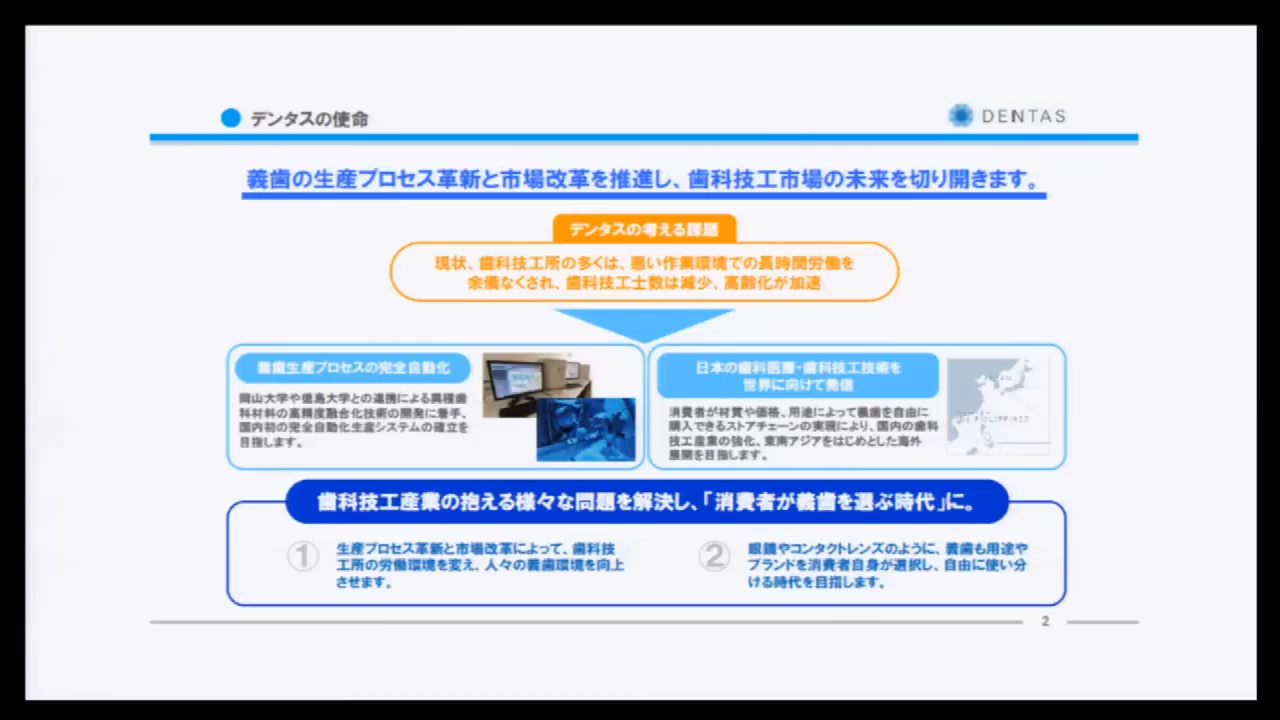 デンタスの使命
DENTAS
義歯の生産プロセス革新と市場改革を推進し、歯科技工市場の未来を切り開きます。
デンタスの考える課題
現状、歯科技工所の多くは、悪い作業環境での長時間労働を
余儀なくされ、歯科技工士数は減少、高齢化が加速
義歯生産プロセスの完全自動化
岡山大学や徳島大学との連携による異種歯
科材料の高精度融合化技術の開発に着手、
国内初の完全自動化生産システムの確立を
目指します。
日本の歯科医療・歯科技工技術を
世界に向けて発信
消費者が材質や価格、用途によって義歯を自由に
購入できるストアチェーンの実現により、国内の歯科
技工産業の強化、東南アジアをはじめとした海外
展開を目指します。
PHILIPPINES
歯科技工産業の抱える様々な問題を解決し、「消費者が義歯を選ぶ時代」に。
1
生産プロセス革新と市場改革によって、歯科技
工所の労働環境を変え、人々の義歯環境を向上
させます。
2
眼鏡やコンタクトレンズのように、義歯も用途や
ブランドを消費者自身が選択し、自由に使い分
ける時代を目指します。
2